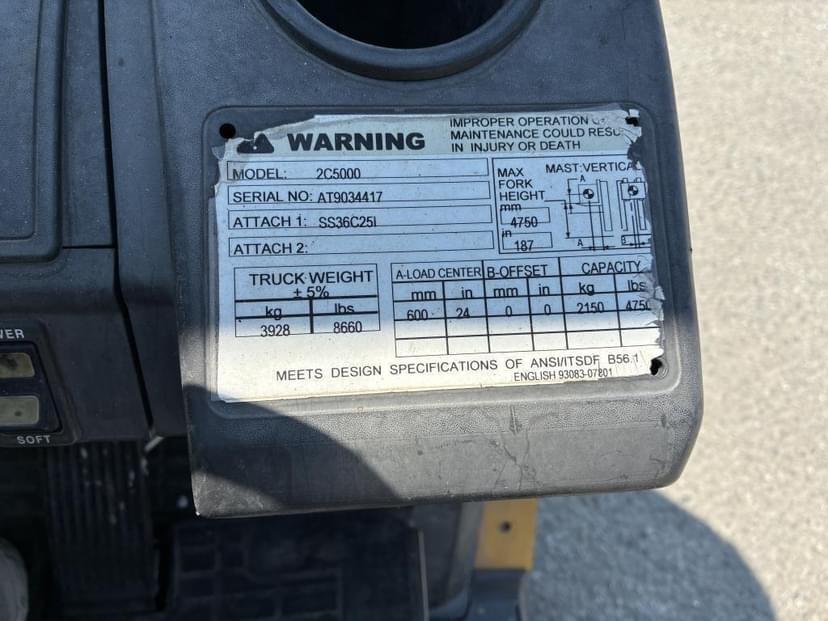 WARNING
IMPROPER OPERATION
MAINTENANCE COULD RESU
IN INJURY OR DEATH
MODEL: 2C5000
SERIAL NO: AT9034417
ATTACH 1: SS36C25I
ATTACH 2:
MAX
FORK
HEIGHT
mm
4750
in
187
MAST:VERTICAL
A
A
B
TRUCK WEIGHT
± 5%
kg lbs
3928 8660
A-LOAD CENTER B-OFFSET CAPACITY
mm in mm in kg lbs
600 24 0 0 2150 4750
MEETS DESIGN SPECIFICATIONS OF ANSI/ITSDF B56.1
ENGLISH 93083-07801
WER
SOFT